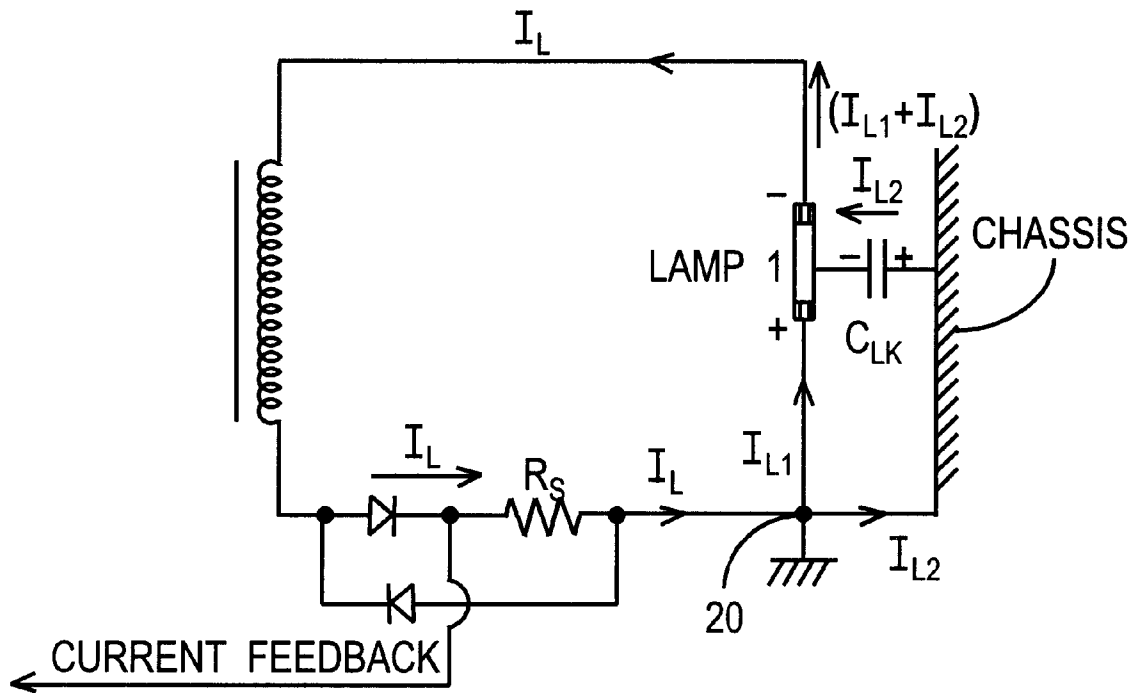 I_L
(I_L1+I_L2)
I_L2
CHASSIS
-
LAMP 1
- +
+
C_LK
I_L
R_S
I_L
I_L1
I_L2
20
CURRENT FEEDBACK